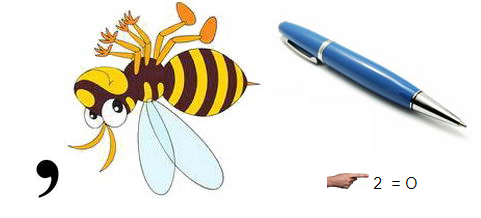 ,
2 = O